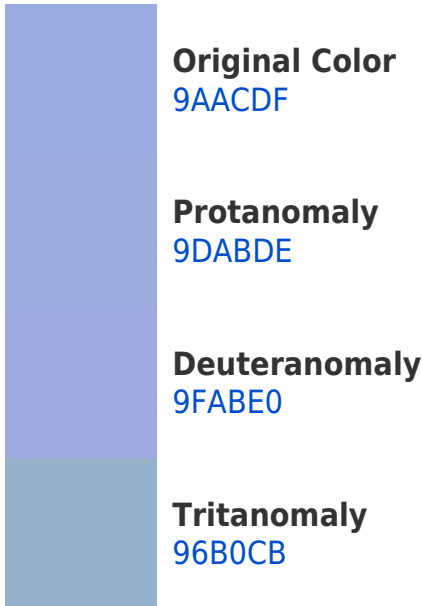 Original Color
9AACDF
Protanomaly
9DABDE
Deuteranomaly
9FABE0
Tritanomaly
96B0CB